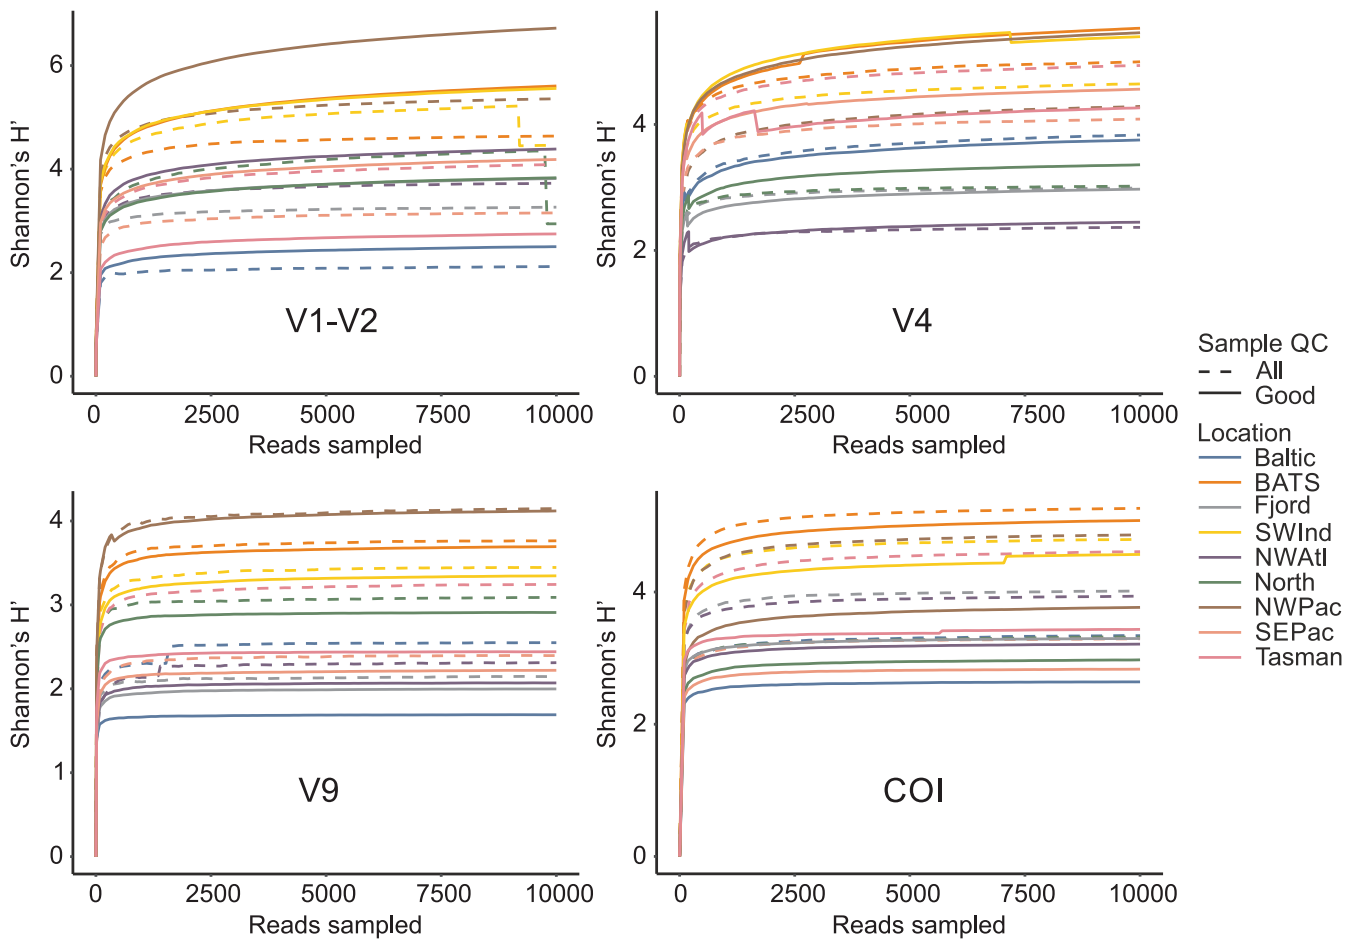 Shannon's H'
6
4
2
0
V1-V2
0 2500 5000 7500 10000
Reads sampled
Shannon's H'
4
2
0
V4
0 2500 5000 7500 10000
Reads sampled
Sample QC
All
Good
Location
Baltic
BATS
Fjord
SWInd
NWAtl
North
NWPac
SEPac
Tasman
Shannon's H'
4
3
2
1
0
V9
0 2500 5000 7500 10000
Reads sampled
Shannon's H'
4
2
0
COI
0 2500 5000 7500 10000
Reads sampled